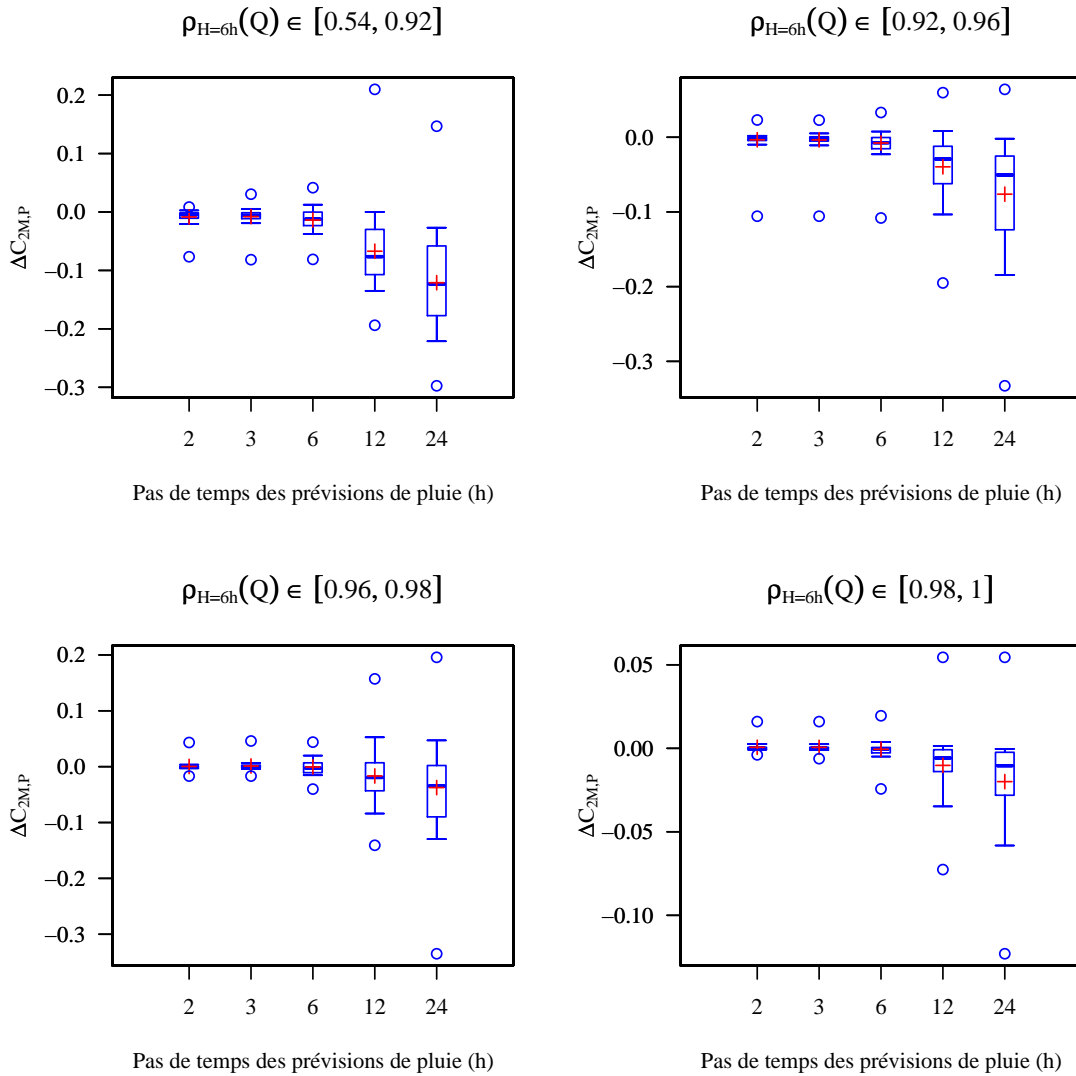 ρH=6h(Q) ∈ [0.54, 0.92]
0.2
0.1
0.0
−0.1
−0.2
−0.3
ΔC2M,P
2 3 6 12 24
Pas de temps des prévisions de pluie (h)
ρH=6h(Q) ∈ [0.92, 0.96]
0.0
−0.1
−0.2
−0.3
ΔC2M,P
2 3 6 12 24
Pas de temps des prévisions de pluie (h)
ρH=6h(Q) ∈ [0.96, 0.98]
0.2
0.1
0.0
−0.1
−0.2
−0.3
ΔC2M,P
2 3 6 12 24
Pas de temps des prévisions de pluie (h)
ρH=6h(Q) ∈ [0.98, 1]
0.05
0.00
−0.05
−0.10
ΔC2M,P
2 3 6 12 24
Pas de temps des prévisions de pluie (h)